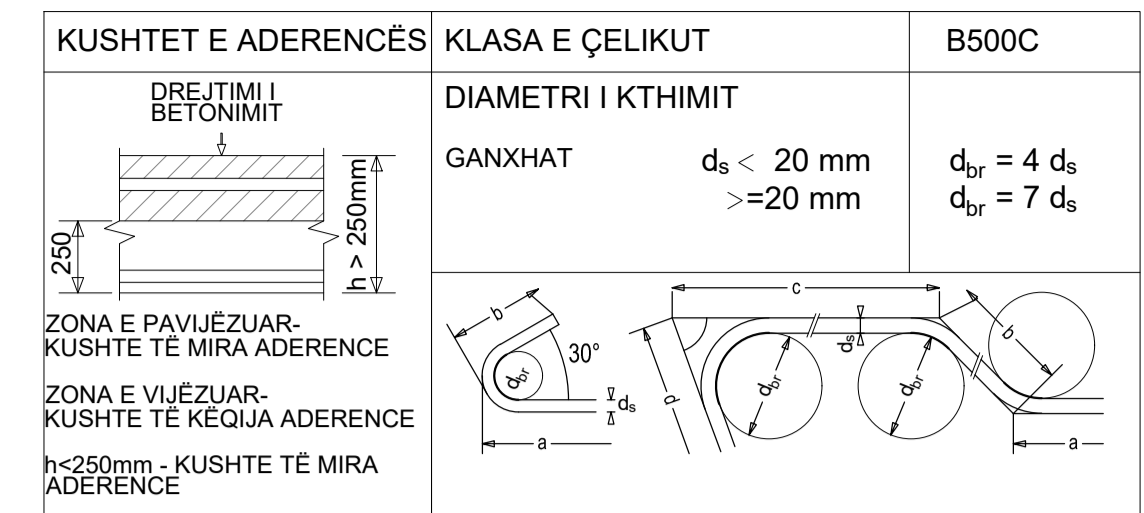 KUSHTET E ADERENCËS
DREJTIMI I
BETONIMIT
250
h > 250mm
ZONA E PAVIJËZUAR-
KUSHTE TË MIRA ADERENCE
ZONA E VIJËZUAR-
KUSHTE TË KËQIJA ADERENCE
h<250mm - KUSHTE TË MIRA
ADERENCE
KLASA E ÇELIKUT B500C
DIAMETRI I KTHIMIT
GANXHAT ds < 20 mm dbr = 4 ds
>=20 mm dbr = 7 ds
b
30°
dbr
ds
a
c
ds
d
dbr
dbr
b
a